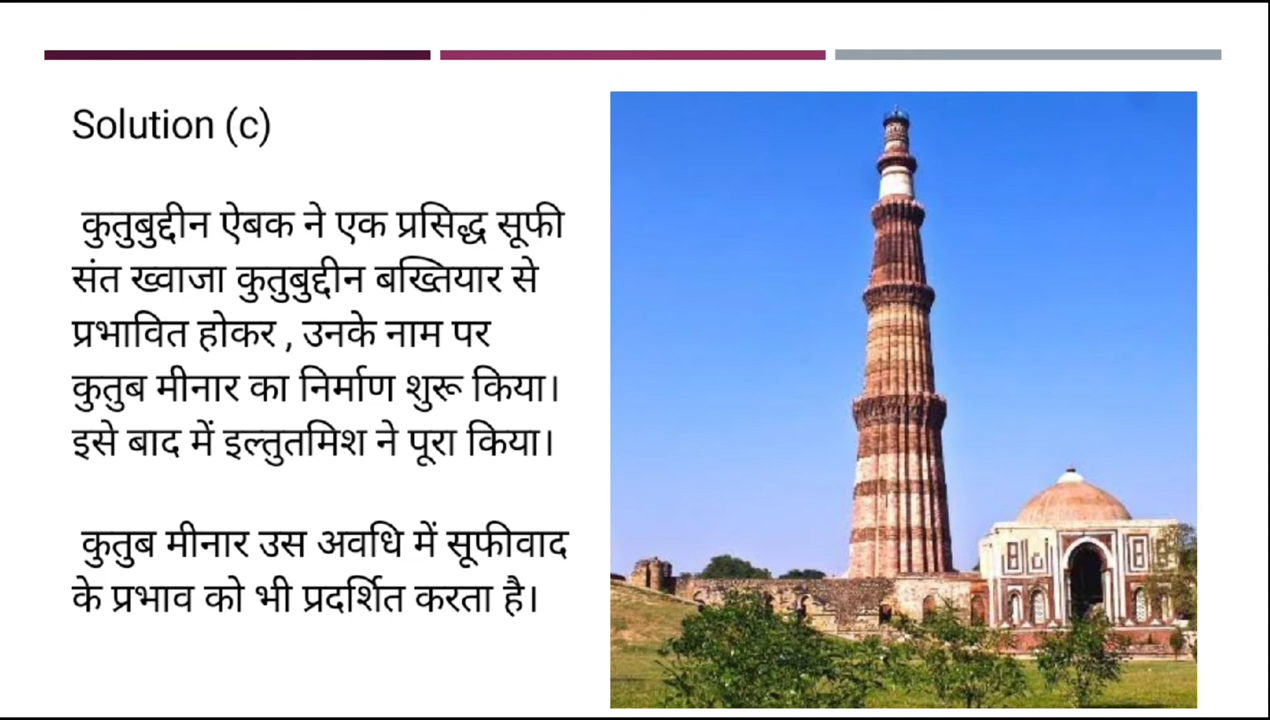 Solution (c)
कुतुबुद्दीन ऐबक ने एक प्रसिद्ध सूफी
संत ख्वाजा कुतुबुद्दीन बख्तियार से
प्रभावित होकर , उनके नाम पर
कुतुब मीनार का निर्माण शुरू किया।
इसे बाद में इल्तुतमिश ने पूरा किया।
कुतुब मीनार उस अवधि में सूफीवाद
के प्रभाव को भी प्रदर्शित करता है।